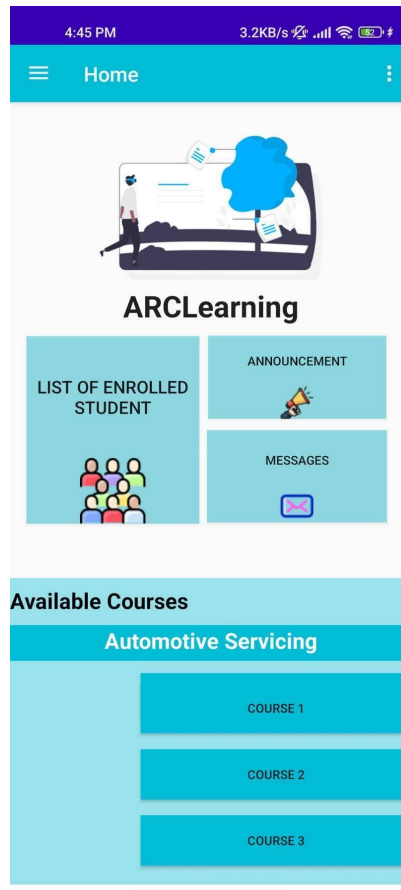 4:45 PM 3.2KB/s 52
Home
ARCLearning
LIST OF ENROLLED
STUDENT
ANNOUNCEMENT
MESSAGES
Available Courses
Automotive Servicing
COURSE 1
COURSE 2
COURSE 3